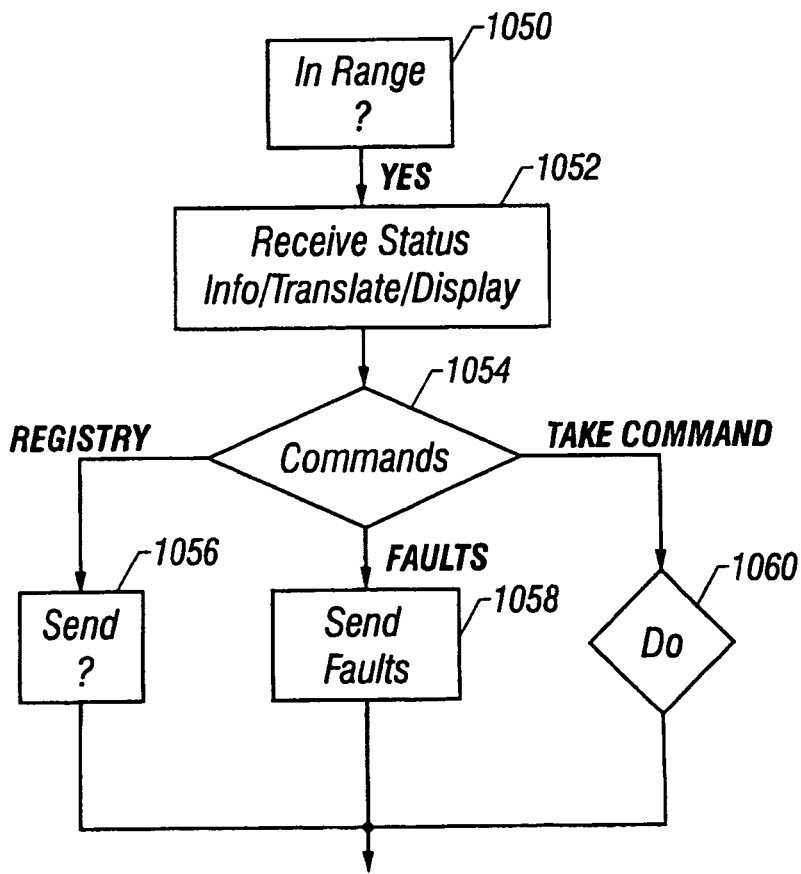 1050
In Range
?
YES
1052
Receive Status
Info/Translate/Display
1054
REGISTRY
Commands
TAKE COMMAND
FAULTS
1056
Send
?
1058
Send
Faults
1060
Do